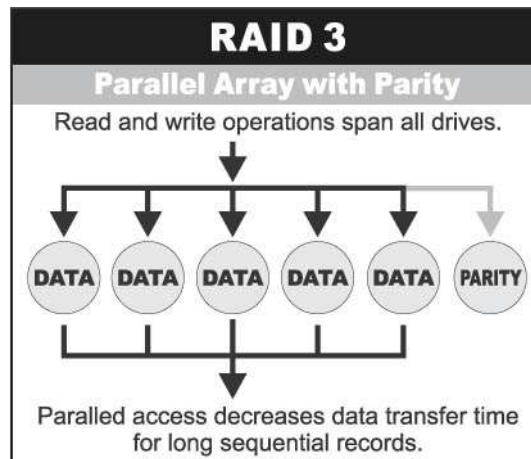 RAID 3
Parallel Array with Parity
Read and write operations span all drives.
DATA DATA DATA DATA DATA PARITY
Paralled access decreases data transfer time
for long sequential records.